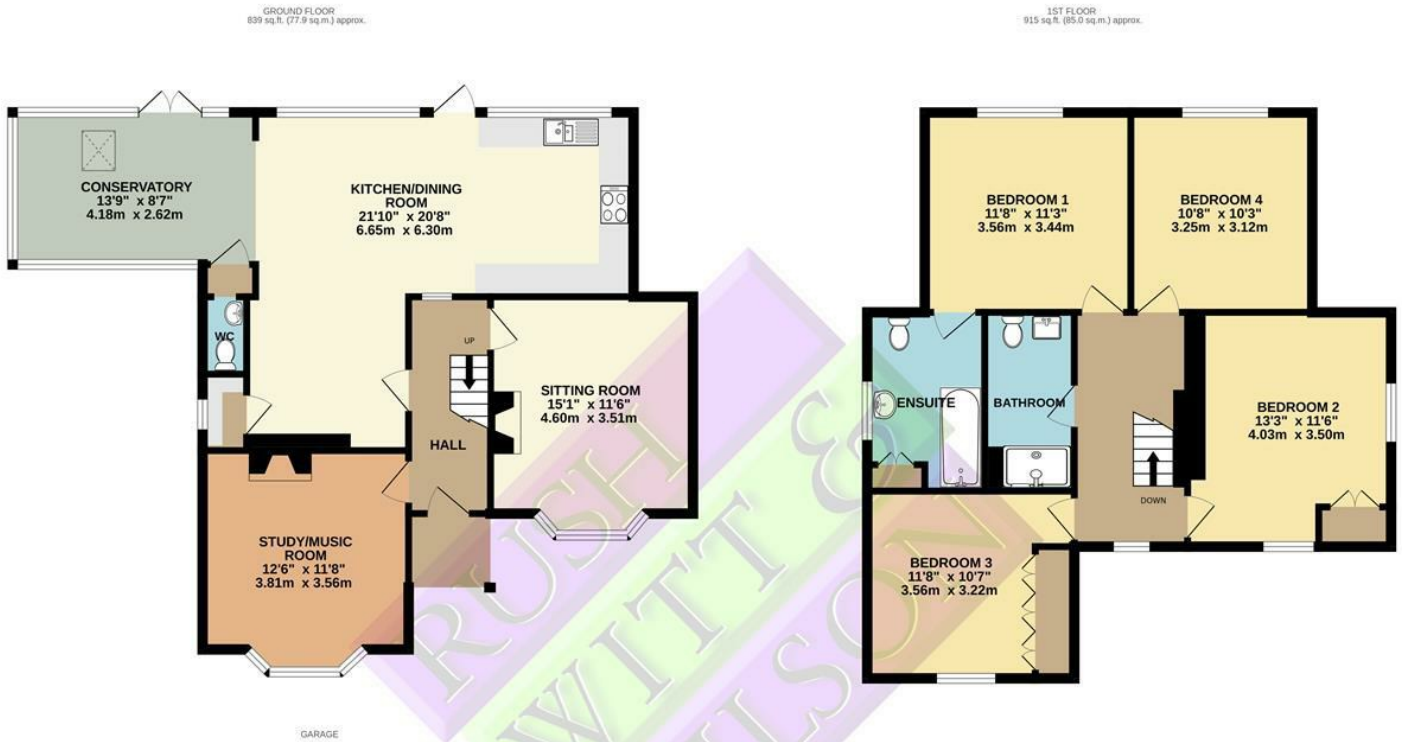 GROUND FLOOR
839 sq.ft. (77.9 sq.m.) approx.
1ST FLOOR
915 sq.ft. (85.0 sq.m.) approx.
CONSERVATORY
13'9" x 8'7"
4.18m x 2.62m
KITCHEN/DINING
ROOM
21'10" x 20'8"
6.65m x 6.30m
WC
UP
HALL
SITTING ROOM
15'1" x 11'6"
4.60m x 3.51m
STUDY/MUSIC
ROOM
12'6" x 11'8"
3.81m x 3.56m
BEDROOM 1
11'8" x 11'3"
3.56m x 3.44m
BEDROOM 4
10'8" x 10'3"
3.25m x 3.12m
ENSUITE
BATHROOM
BEDROOM 2
13'3" x 11'6"
4.03m x 3.50m
DOWN
BEDROOM 3
11'8" x 10'7"
3.56m x 3.22m
RUSH
WITT &
WILSON
GARAGE